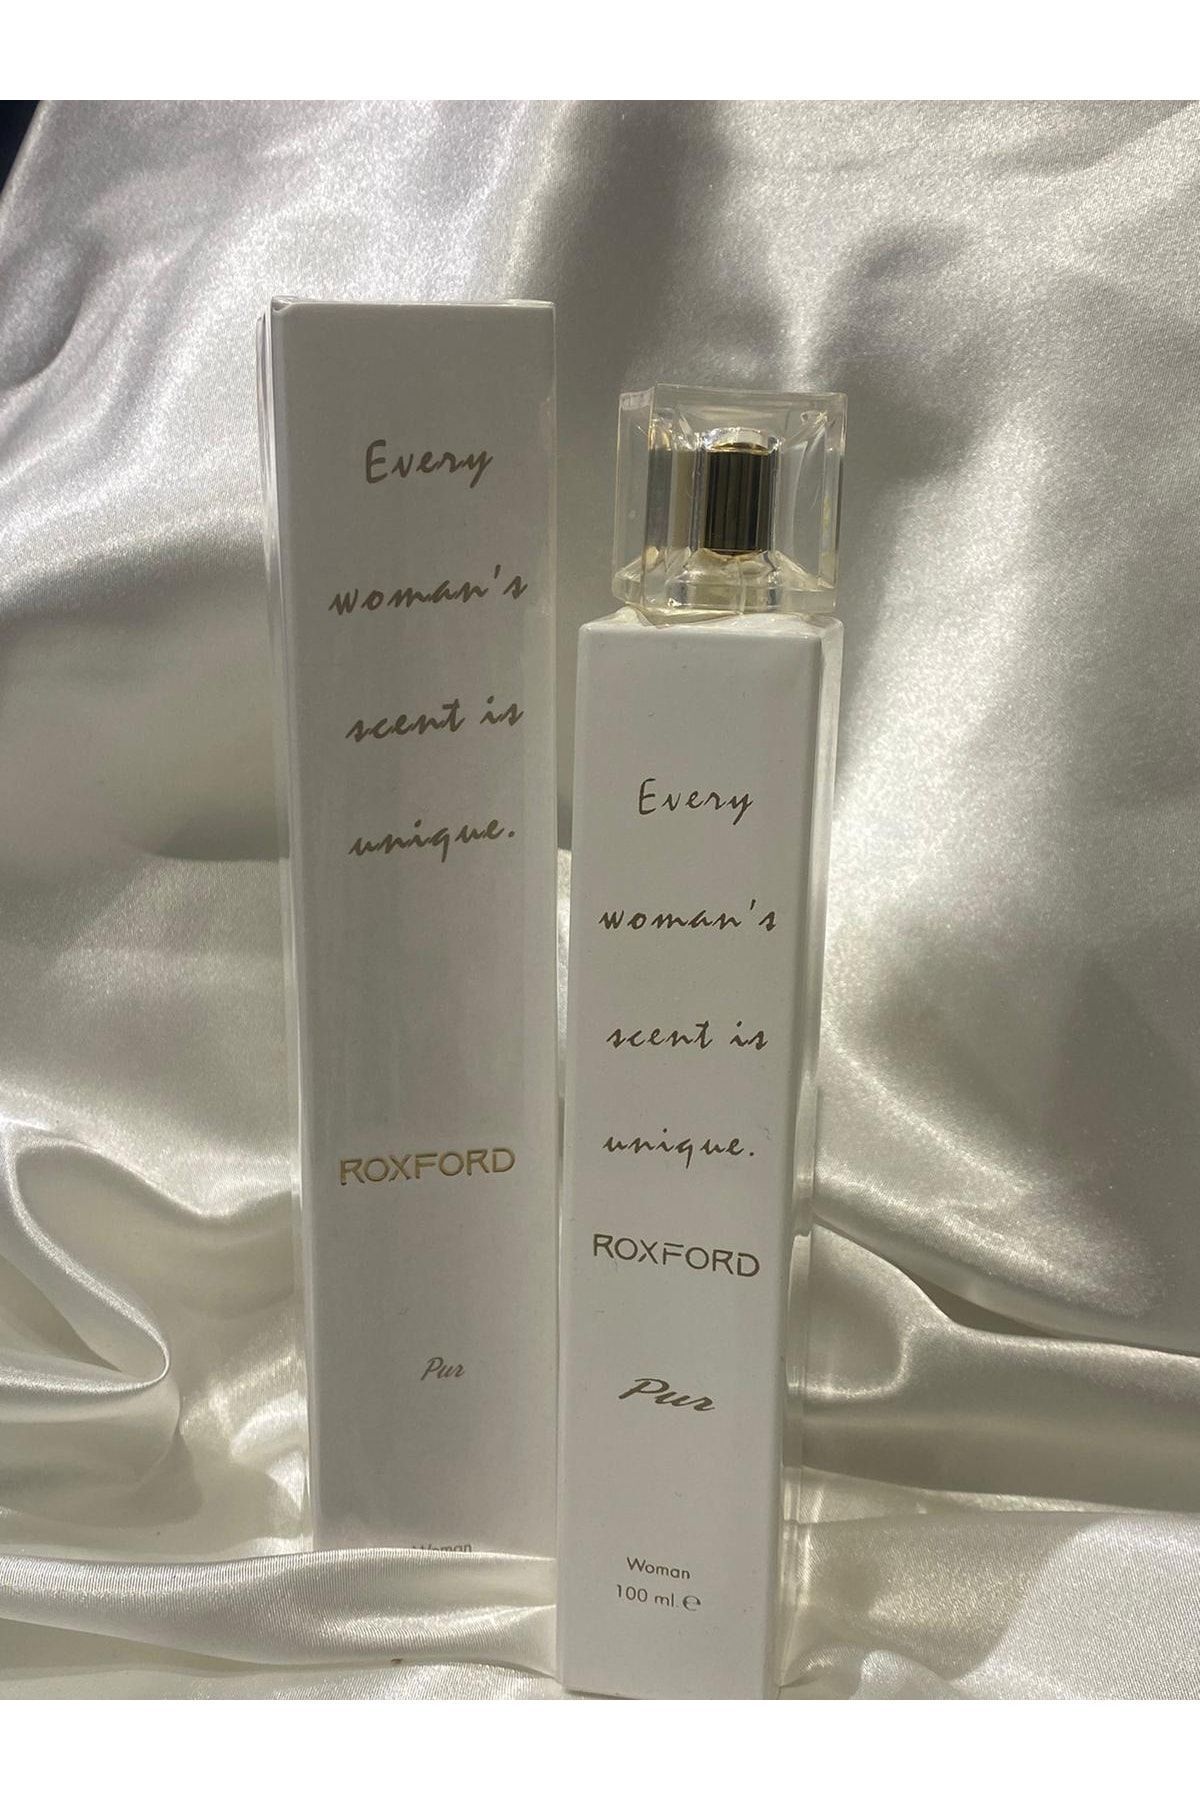 Every
woman's
scent is
unique.
ROXFORD
Pur
Woman
Every
woman's
scent is
unique.
ROXFORD
Pur
Woman
100 ml. ℮